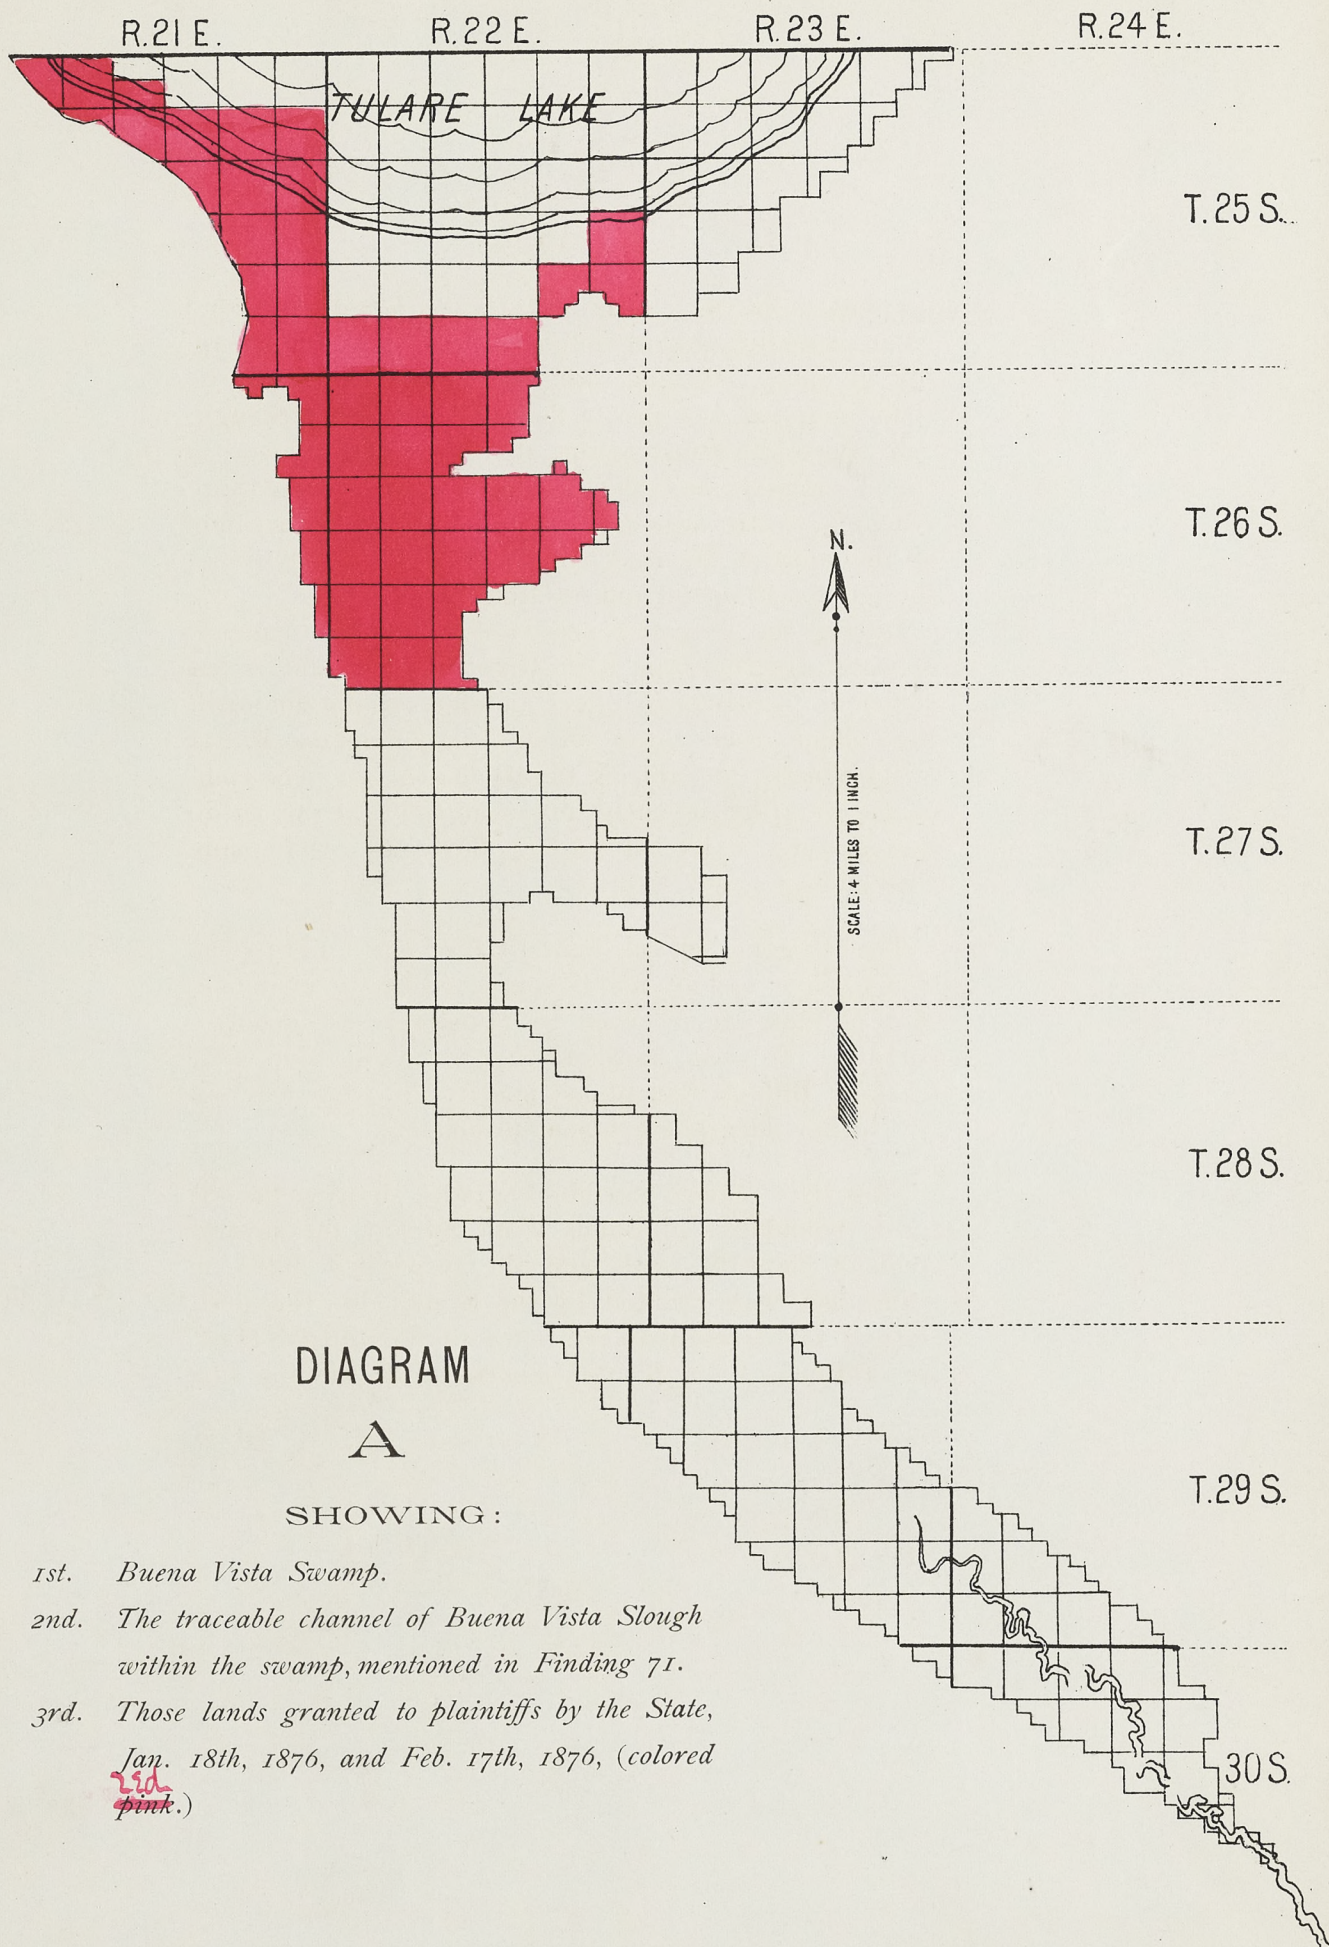 R.21 E. R.22 E. R.23 E. R.24 E.
TULARE LAKE
T.25 S.
T.26 S.
N.
SCALE: 4 MILES TO 1 INCH.
T.27 S.
T.28 S.
DIAGRAM
A
T.29 S.
SHOWING:
1st. Buena Vista Swamp.
2nd. The traceable channel of Buena Vista Slough
within the swamp, mentioned in Finding 71.
3rd. Those lands granted to plaintiffs by the State,
Jan. 18th, 1876, and Feb. 17th, 1876, (colored
red
pink.)
30 S.